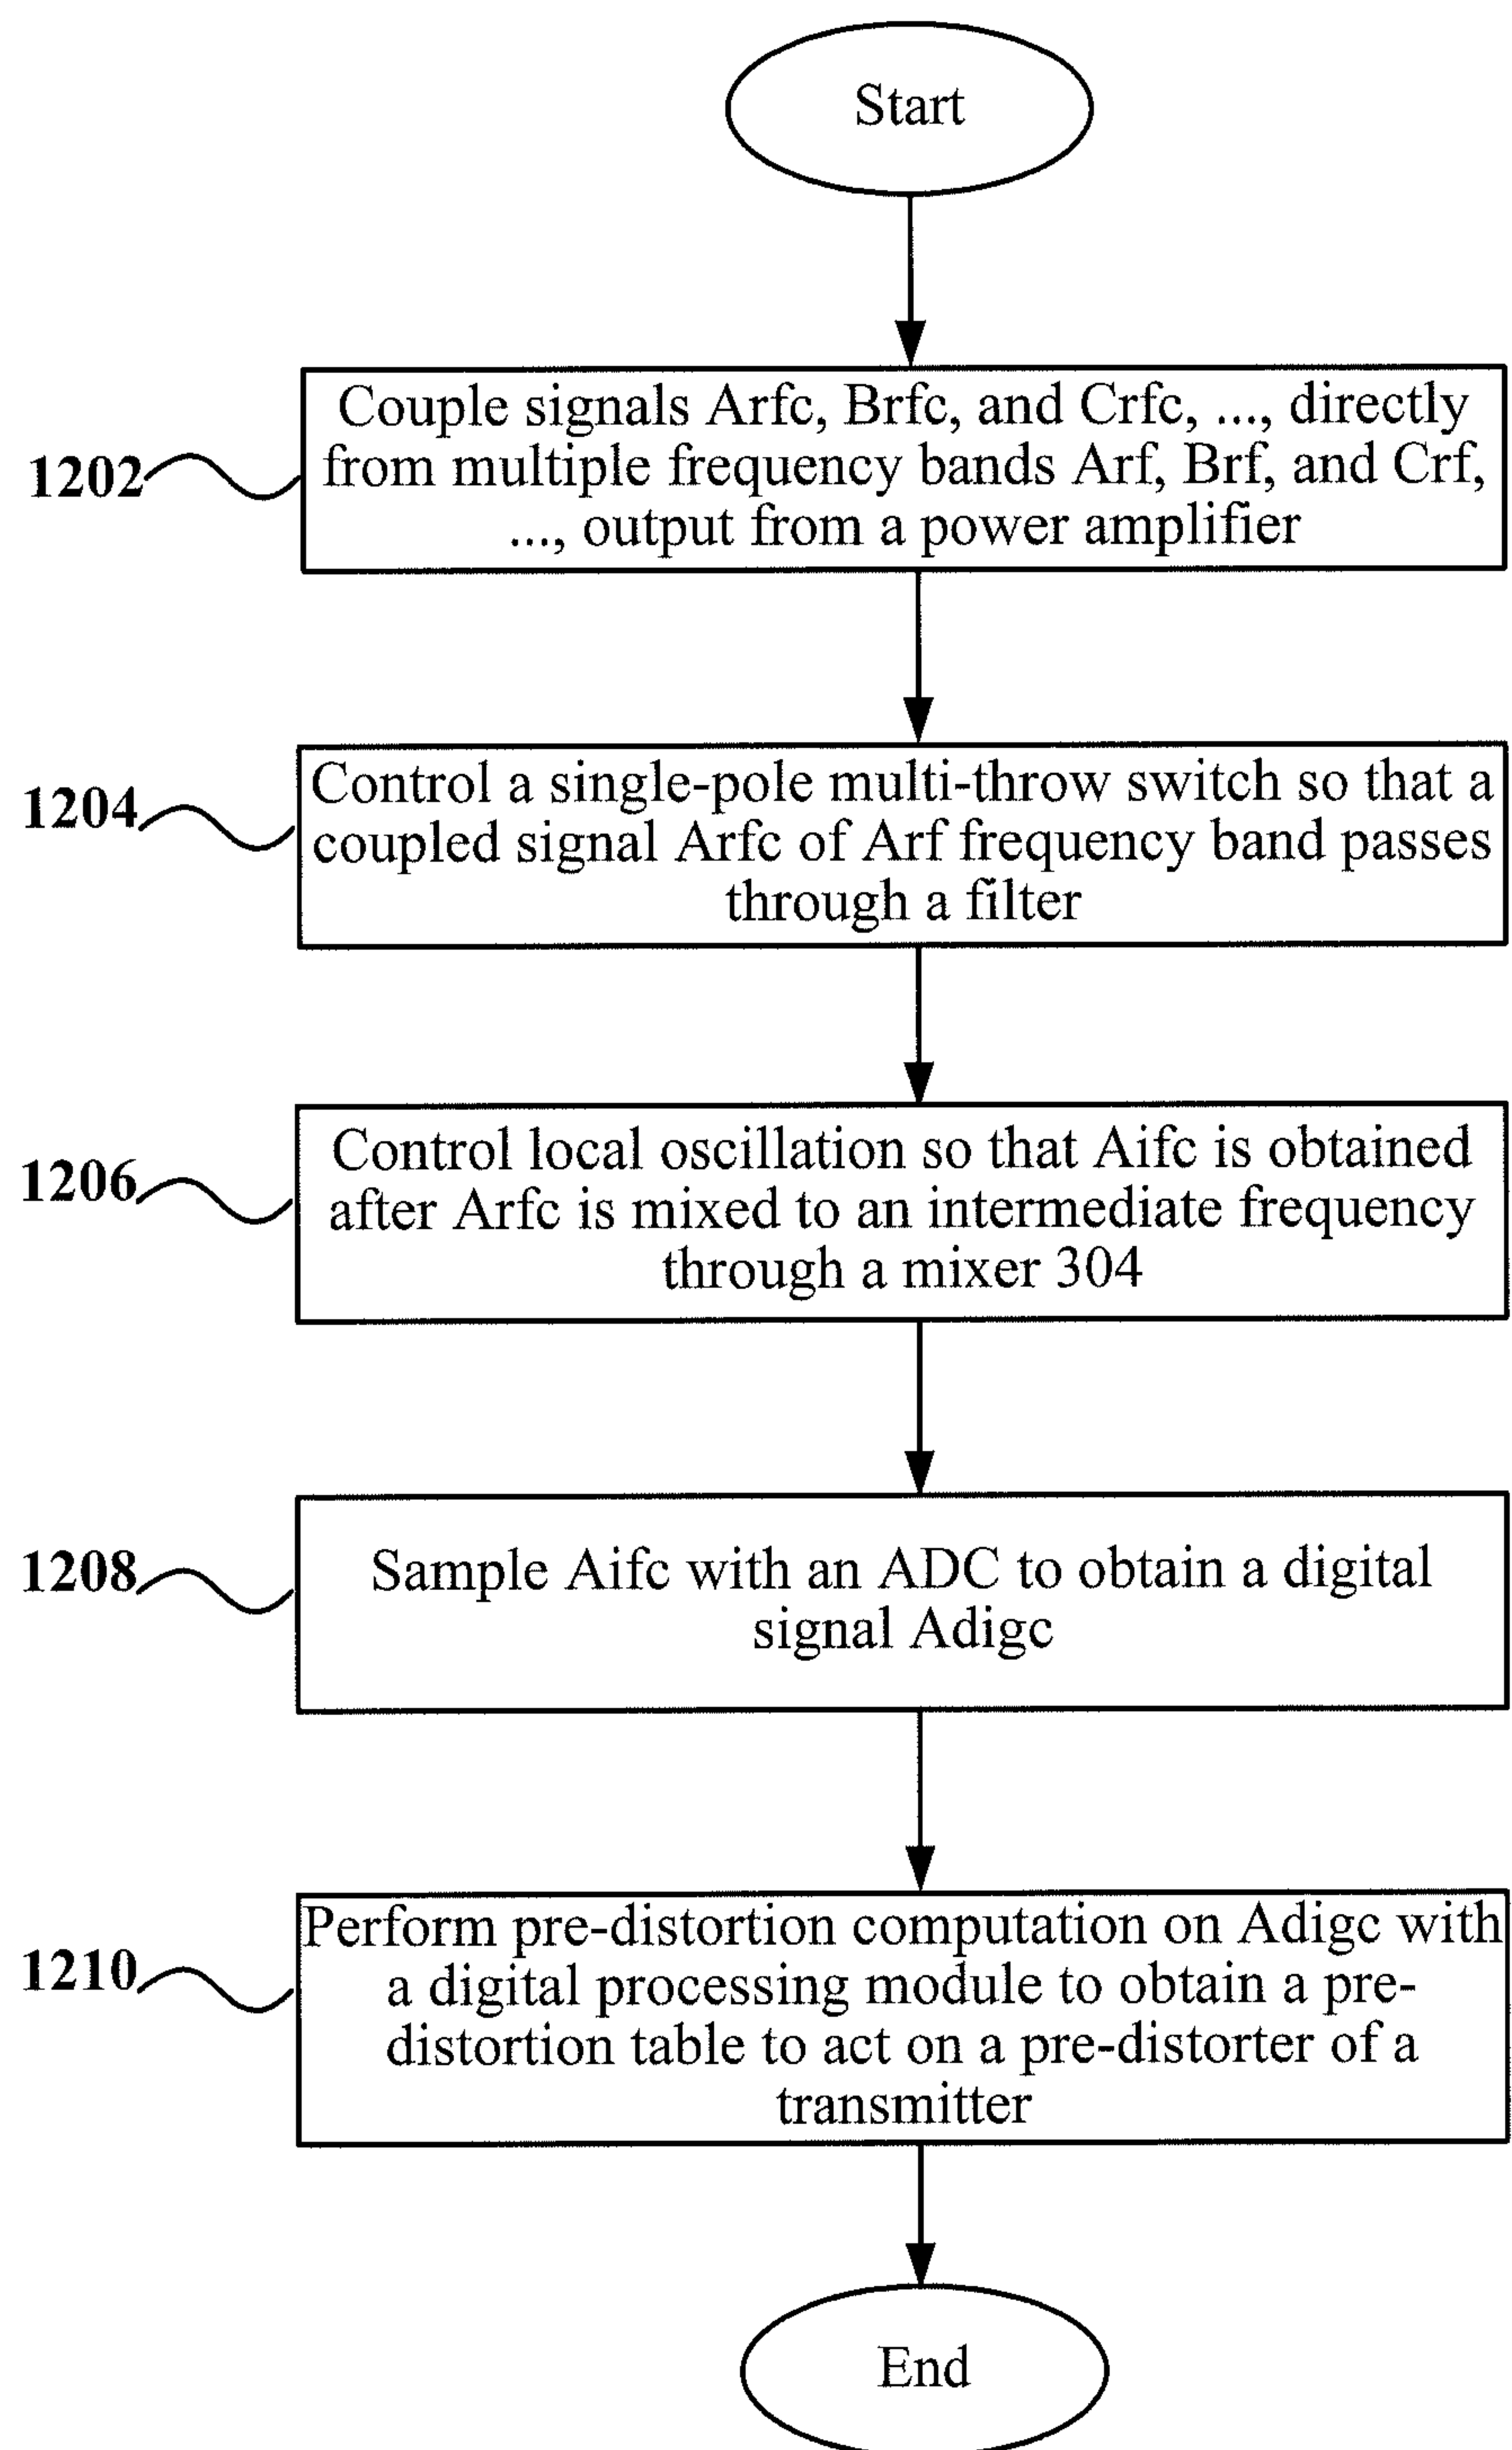 Start
1202
Couple signals Arfc, Brfc, and Crfc, ..., directly
from multiple frequency bands Arf, Brf, and Crf,
..., output from a power amplifier
1204
Control a single-pole multi-throw switch so that a
coupled signal Arfc of Arf frequency band passes
through a filter
1206
Control local oscillation so that Aifc is obtained
after Arfc is mixed to an intermediate frequency
through a mixer 304
1208
Sample Aifc with an ADC to obtain a digital
signal Adigc
1210
Perform pre-distortion computation on Adigc with
a digital processing module to obtain a pre-
distortion table to act on a pre-distorter of a
transmitter
End